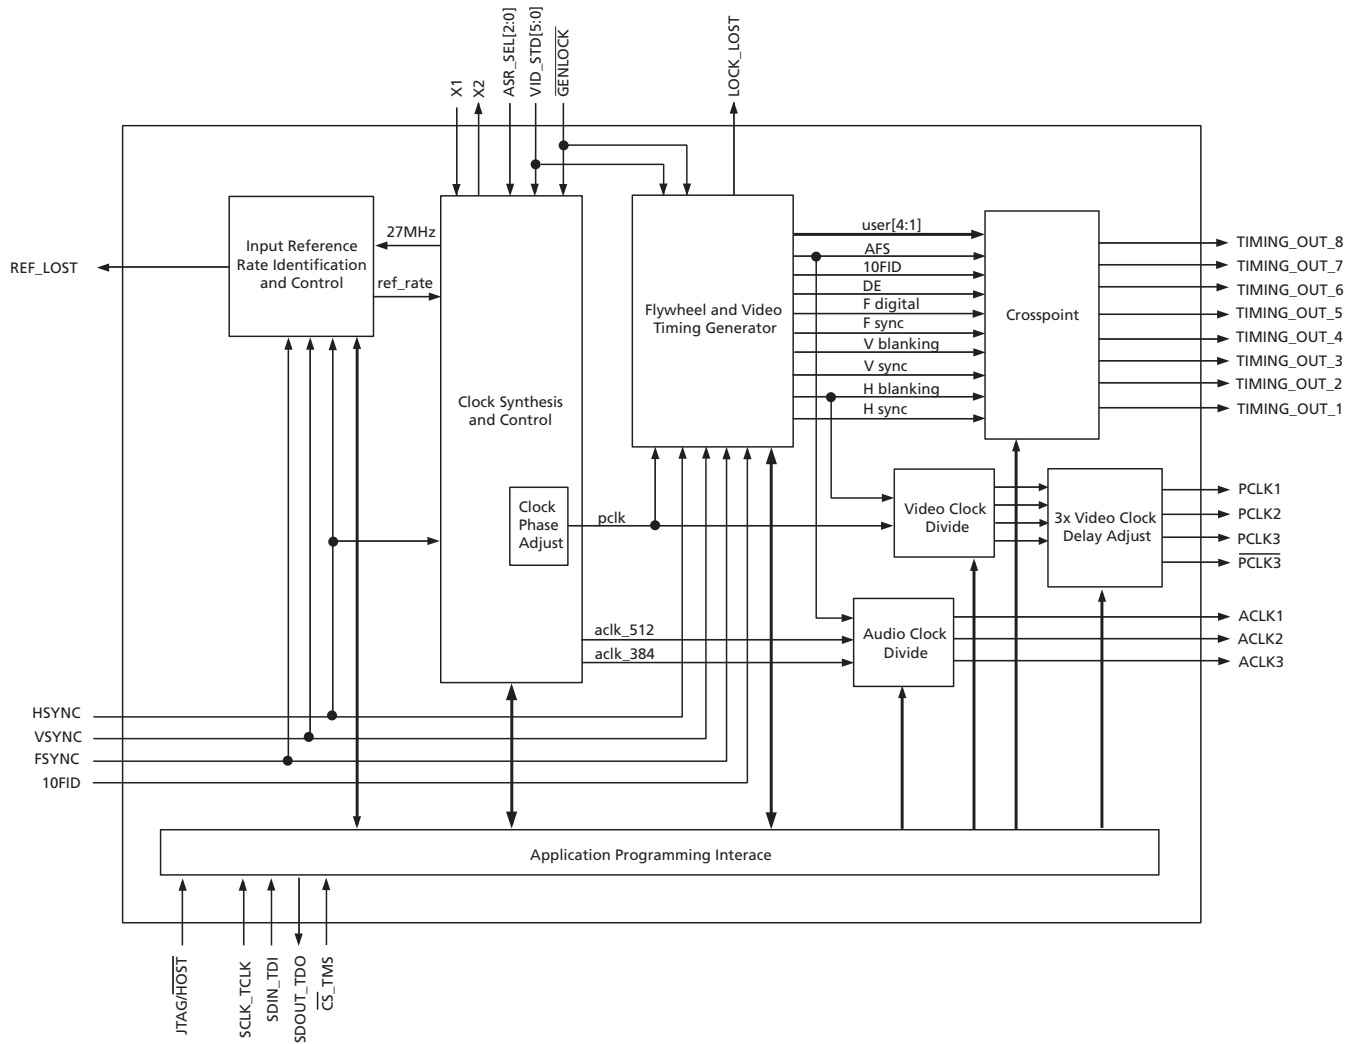 X1
X2
ASR_SEL[2:0]
VID_STD[5:0]
GENLOCK
LOCK_LOST
REF_LOST
Input Reference
Rate Identification
and Control
27MHz
ref_rate
Clock Synthesis
and Control
Clock
Phase
Adjust
pclk
aclk_512
aclk_384
Flywheel and Video
Timing Generator
user[4:1]
AFS
10FID
DE
F digital
F sync
V blanking
V sync
H blanking
H sync
Crosspoint
TIMING_OUT_8
TIMING_OUT_7
TIMING_OUT_6
TIMING_OUT_5
TIMING_OUT_4
TIMING_OUT_3
TIMING_OUT_2
TIMING_OUT_1
Video Clock
Divide
3x Video Clock
Delay Adjust
PCLK1
PCLK2
PCLK3
PCLK3
Audio Clock
Divide
ACLK1
ACLK2
ACLK3
HSYNC
VSYNC
FSYNC
10FID
Application Programming Interace
JTAG/HOST
SCLK_TCLK
SDIN_TDI
SDOUT_TDO
CS_TMS